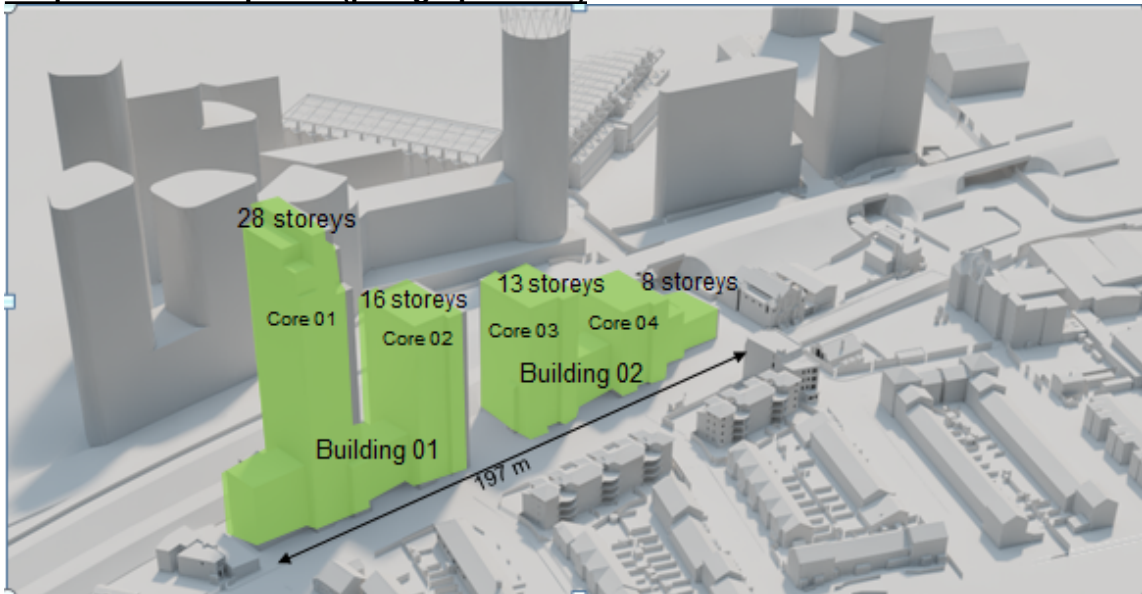 28 storeys
16 storeys
13 storeys
8 storeys
Core 01
Core 02
Core 03
Core 04
Building 02
Building 01
197 m